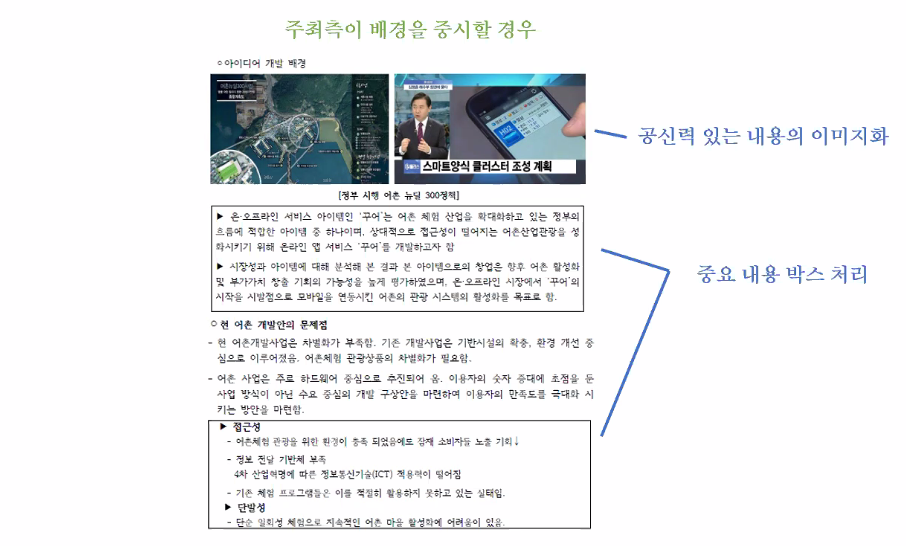 주최측이 배경을 중시할 경우
○아이디어 개발 배경
스마트양식 클러스터 조성 계획
공신력 있는 내용의 이미지화
[정부 시행 어촌 뉴딜 300정책]
▶ 온·오프라인 서비스 아이템인 '꾸어'는 어촌 체험 산업을 확대화하고 있는 정부의
흐름에 적합한 아이템 중 하나이며, 상대적으로 접근성이 떨어지는 어촌산업관광을 성
화시키기 위해 온라인 앱 서비스 '꾸어'를 개발하고자 함
▶ 시장성과 아이템에 대해 분석해 본 결과 본 아이템으로의 창업은 향후 어촌 활성화
및 부가가치 창출 기회의 가능성을 높게 평가하였으며, 온·오프라인 시장에서 '꾸어'의
시작을 시발점으로 모바일을 연동시킨 어촌의 관광 시스템의 활성화를 목표로 함.
중요 내용 박스 처리
○ 현 어촌 개발안의 문제점
- 현 어촌개발사업은 차별화가 부족함. 기존 개발사업은 기반시설의 확충, 환경 개선 중
심으로 이루어졌음. 어촌체험 관광상품의 차별화가 필요함.
- 어촌 사업은 주로 하드웨어 중심으로 추진되어 옴. 이용자의 숫자 증대에 초점을 둔
사업 방식이 아닌 수요 중심의 개발 구상안을 마련하여 이용자의 만족도를 극대화 시
키는 방안을 마련함.
▶ 접근성
- 어촌체험 관광을 위한 환경이 충족 되었음에도 잠재 소비자들 노출 기회↓
- 정보 전달 기반체 부족
4차 산업혁명에 따른 정보통신기술(ICT) 적용력이 떨어짐
- 기존 체험 프로그램들은 이를 적절히 활용하지 못하고 있는 실태임.
▶ 단발성
- 단순 일회성 체험으로 지속적인 어촌 마을 활성화에 어려움이 있음.